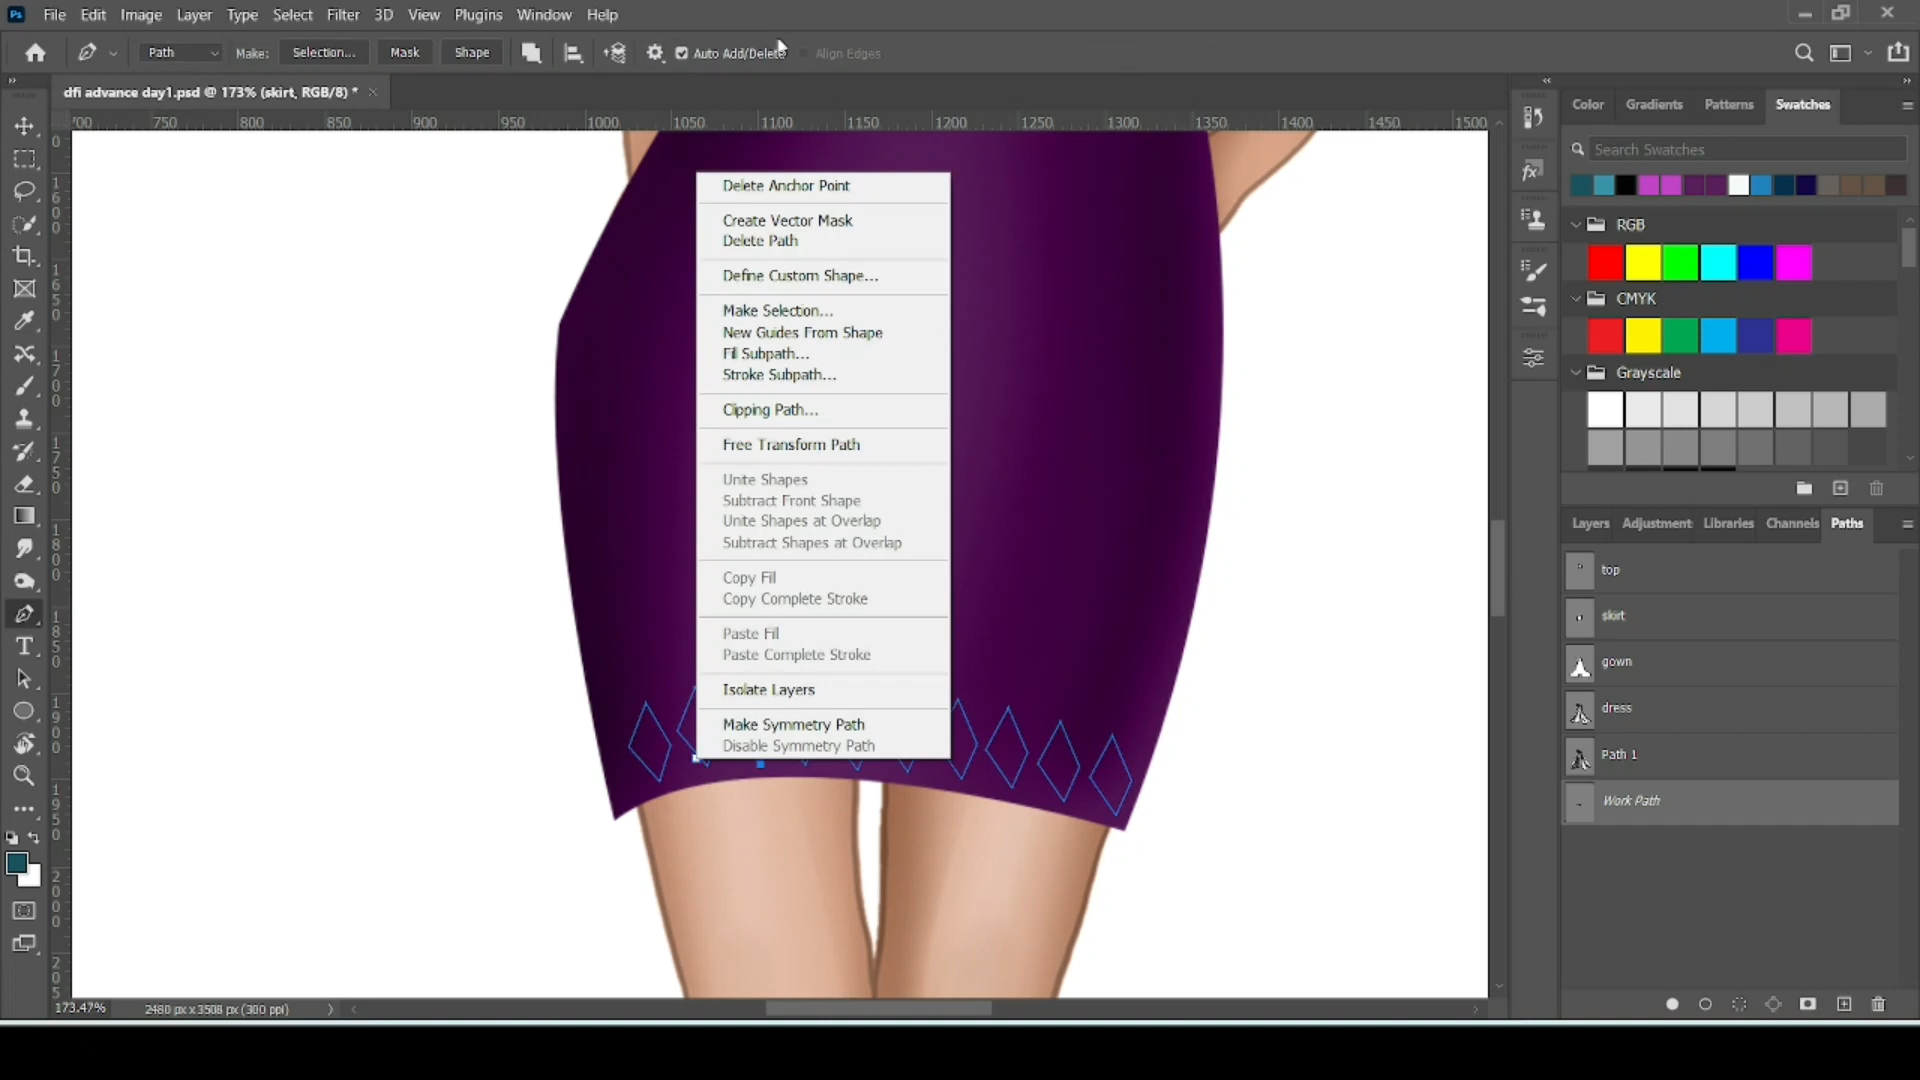 File Edit Image Layer Type Select Filter 3D View Plugins Window Help
Path Make: Selection... Mask Shape Auto Add/Delete Align Edges
dfi advance day1.psd @ 173% (skirt, RGB/8) *
Color Gradients Patterns Swatches
700 750 800 850 900 950 1000 1050 1100 1150 1200 1250 1300 1350 1400 1450 1500
Search Swatches
RGB
CMYK
Grayscale
Delete Anchor Point
Create Vector Mask
Delete Path
Define Custom Shape...
Make Selection...
New Guides From Shape
Fill Subpath...
Stroke Subpath...
Clipping Path...
Free Transform Path
Unite Shapes
Subtract Front Shape
Unite Shapes at Overlap
Subtract Shapes at Overlap
Copy Fill
Copy Complete Stroke
Paste Fill
Paste Complete Stroke
Isolate Layers
Make Symmetry Path
Disable Symmetry Path
Layers Adjustment Libraries Channels Paths
top
skirt
gown
dress
Path 1
Work Path
173.47% 2480 px x 3508 px (300 ppi)